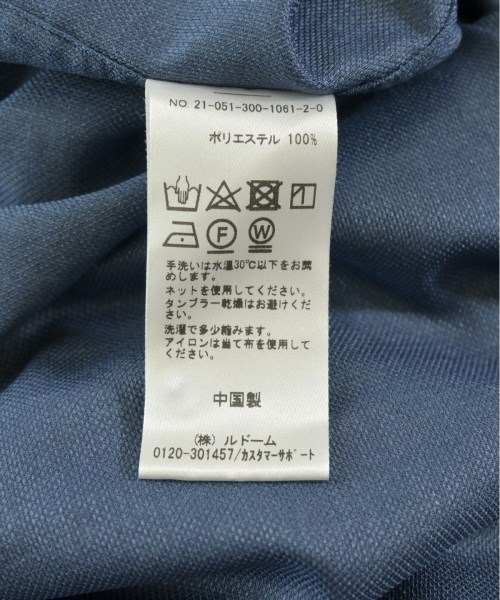 NO. 21-051-300-1061-2-0
ポリエステル 100%
手洗いは水温30℃以下をお薦
めします。
ネットを使用してください。
タンブラー乾燥はお避けくだ
さい。
洗濯で多少縮みます。
アイロンは当て布を使用して
ください。
中国製
(株) ルドーム
0120-301457/カスタマーサポート